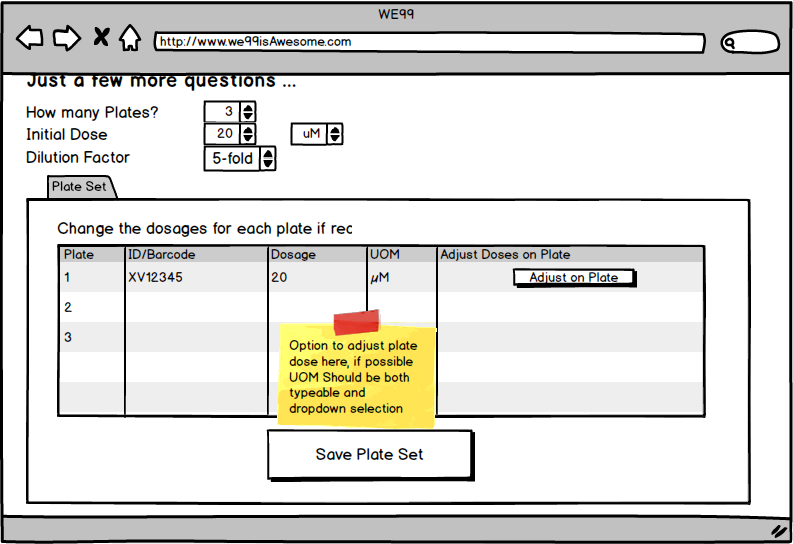 WE99
http://www.we99isAwesome.com
Just a few more questions ...
How many Plates? 3
Initial Dose 20 uM
Dilution Factor 5-fold
Plate Set
Change the dosages for each plate if rec
Plate ID/Barcode Dosage UOM Adjust Doses on Plate
1 XV12345 20 µM Adjust on Plate
2
3
Option to adjust plate
dose here, if possible
UOM Should be both
typeable and
dropdown selection
Save Plate Set